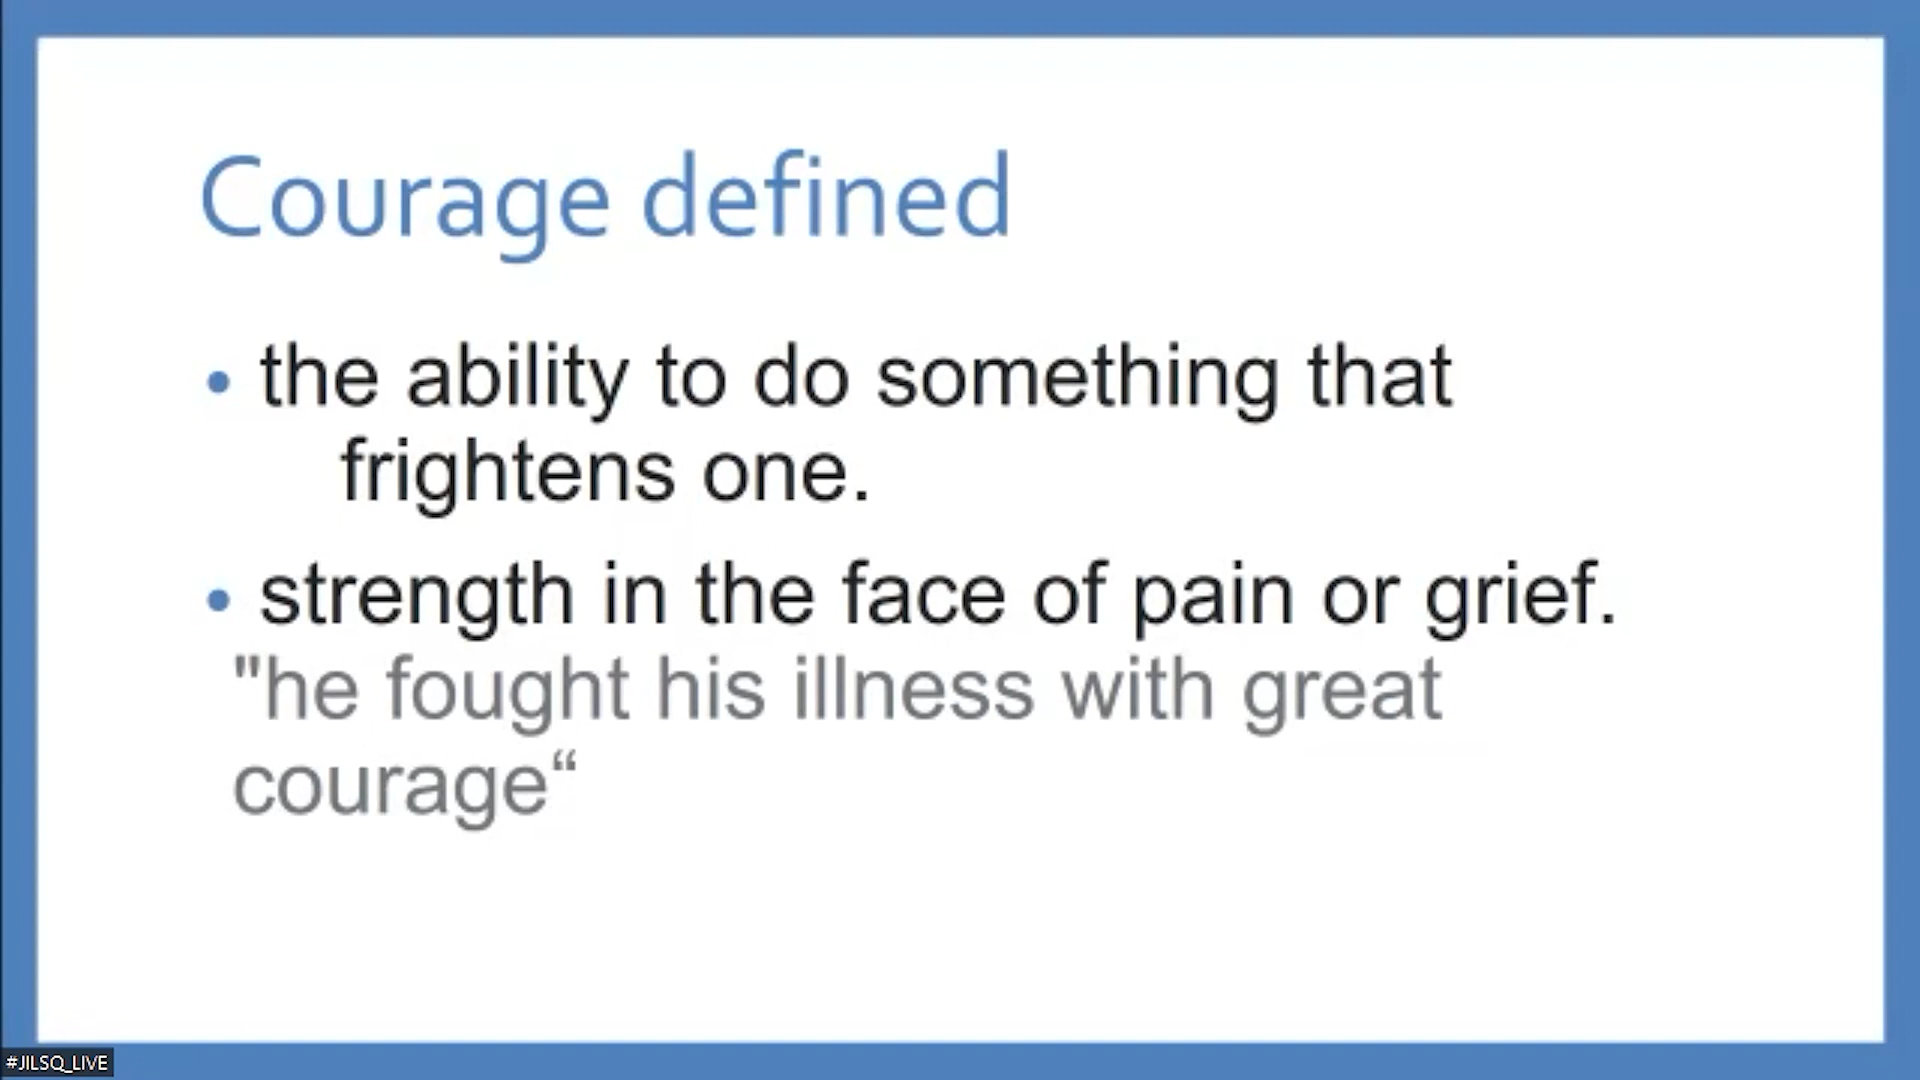 Courage defined
• the ability to do something that
frightens one.
• strength in the face of pain or grief.
"he fought his illness with great
courage“
#JILSQ_LIVE